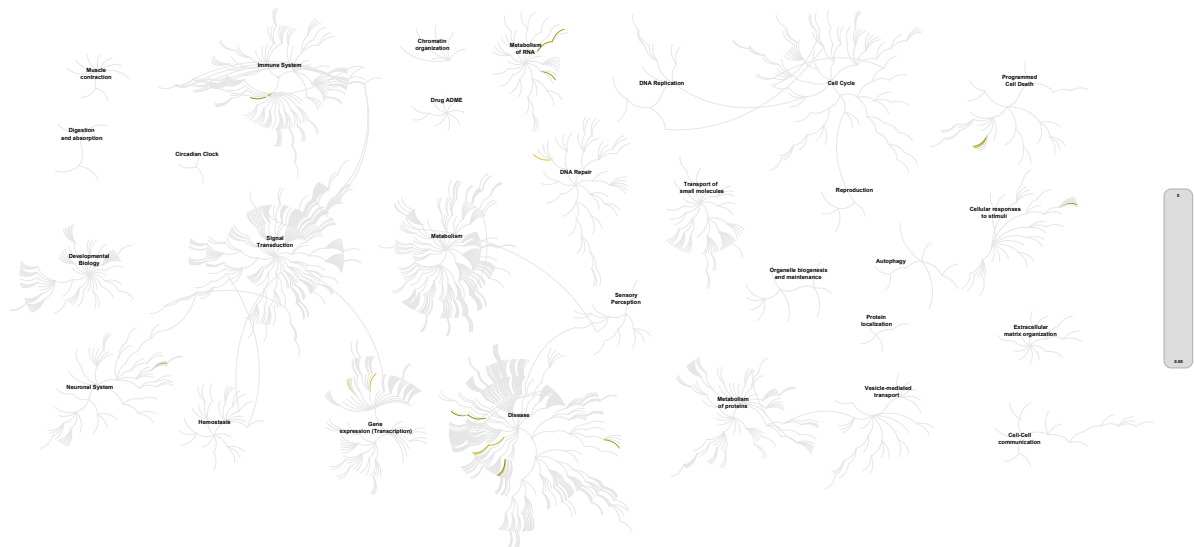 Muscle
contraction
Immune System
Chromatin
organization
Metabolism
of RNA
DNA Replication
Cell Cycle
Programmed
Cell Death
Drug ADME
Digestion
and absorption
Circadian Clock
DNA Repair
Transport of
small molecules
Reproduction
Cellular responses
to stimuli
0
Signal
Transduction
Metabolism
Developmental
Biology
Autophagy
Organelle biogenesis
and maintenance
Sensory
Perception
Protein
localization
Extracellular
matrix organization
0.05
Neuronal System
Hemostasis
Gene
expression (Transcription)
Disease
Metabolism
of proteins
Vesicle-mediated
transport
Cell-Cell
communication